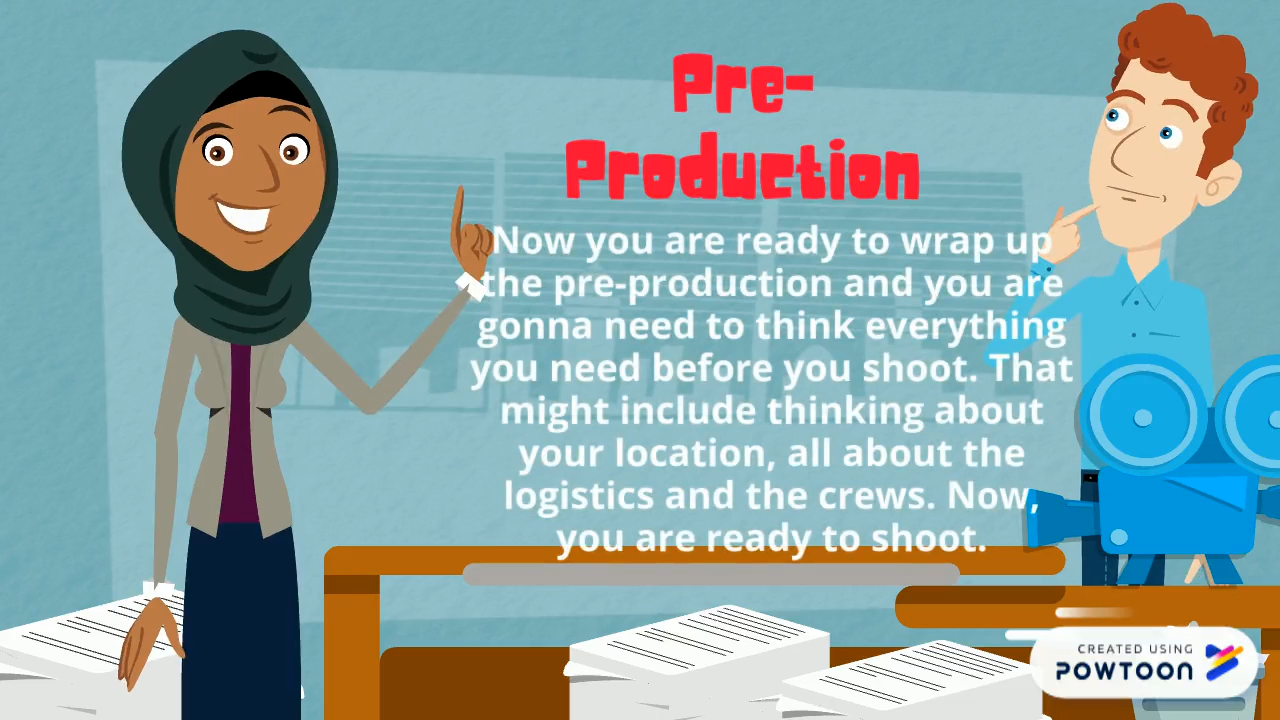 Pre-
Production
Now you are ready to wrap up
the pre-production and you are
gonna need to think everything
you need before you shoot. That
might include thinking about
your location, all about the
logistics and the crews. Now,
you are ready to shoot.
CREATED USING
POWTOON